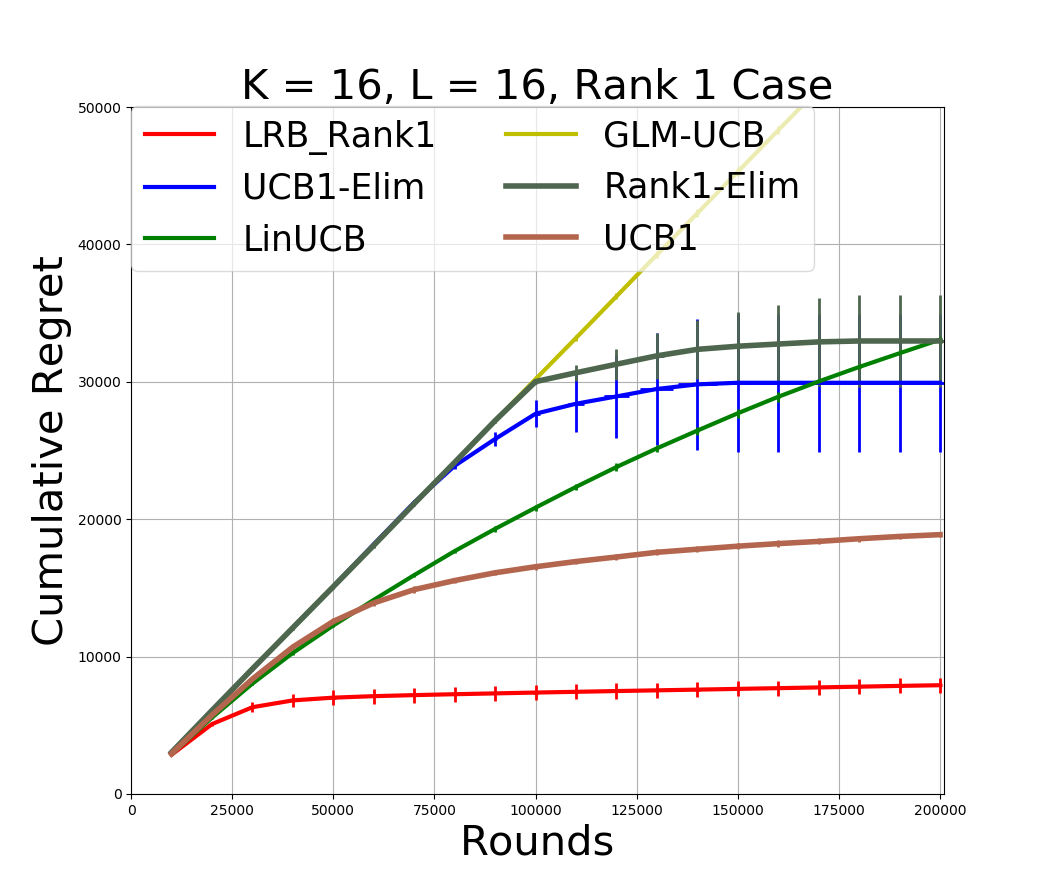 K = 16, L = 16, Rank 1 Case
50000
40000
30000
20000
10000
0
Cumulative Regret
LRB_Rank1
UCB1-Elim
LinUCB
GLM-UCB
Rank1-Elim
UCB1
0 25000 50000 75000 100000 125000 150000 175000 200000
Rounds